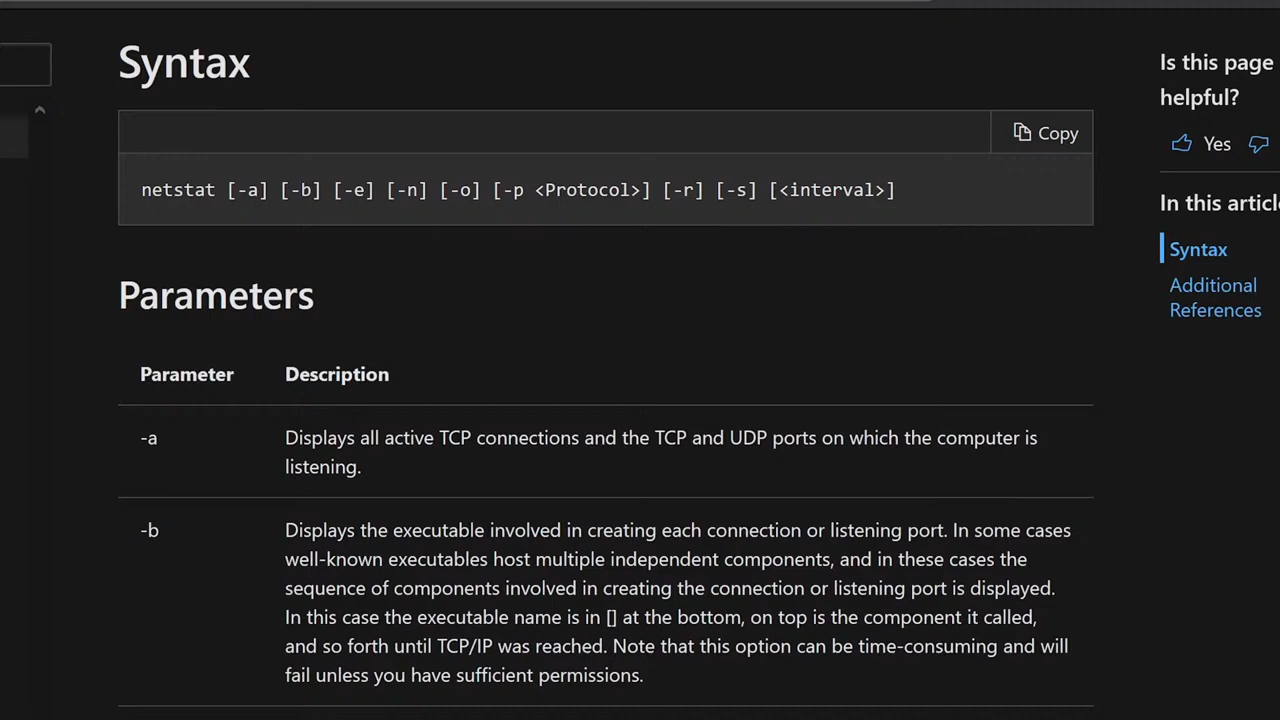 Syntax
Copy
netstat [-a] [-b] [-e] [-n] [-o] [-p <Protocol>] [-r] [-s] [<interval>]
Parameters
Parameter Description
-a Displays all active TCP connections and the TCP and UDP ports on which the computer is
listening.
-b Displays the executable involved in creating each connection or listening port. In some cases
well-known executables host multiple independent components, and in these cases the
sequence of components involved in creating the connection or listening port is displayed.
In this case the executable name is in [] at the bottom, on top is the component it called,
and so forth until TCP/IP was reached. Note that this option can be time-consuming and will
fail unless you have sufficient permissions.
Is this page
helpful?
Yes
In this articl
Syntax
Additional
References